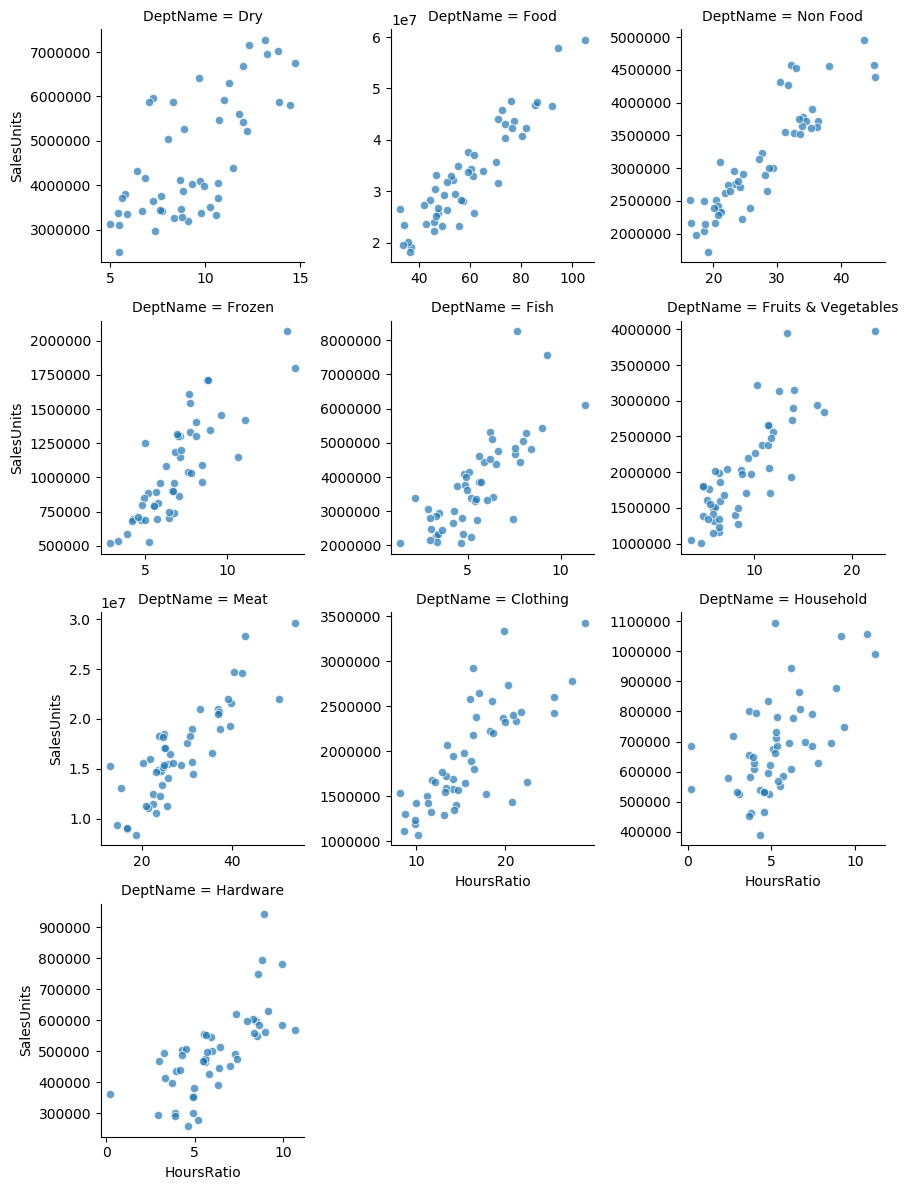 DeptName = Dry
DeptName = Food
DeptName = Non Food
SalesUnits
7000000
6000000
5000000
4000000
3000000
5 10 15
1e7
6
5
4
3
2
40 60 80 100
5000000
4500000
4000000
3500000
3000000
2500000
2000000
20 30 40
DeptName = Frozen
DeptName = Fish
DeptName = Fruits & Vegetables
SalesUnits
2000000
1750000
1500000
1250000
1000000
750000
500000
5 10
8000000
7000000
6000000
5000000
4000000
3000000
2000000
5 10
4000000
3500000
3000000
2500000
2000000
1500000
1000000
10 20
DeptName = Meat
DeptName = Clothing
DeptName = Household
SalesUnits
1e7
3.0
2.5
2.0
1.5
1.0
20 40
3500000
3000000
2500000
2000000
1500000
1000000
10 20
HoursRatio
1100000
1000000
900000
800000
700000
600000
500000
400000
0 5 10
HoursRatio
DeptName = Hardware
SalesUnits
900000
800000
700000
600000
500000
400000
300000
0 5 10
HoursRatio